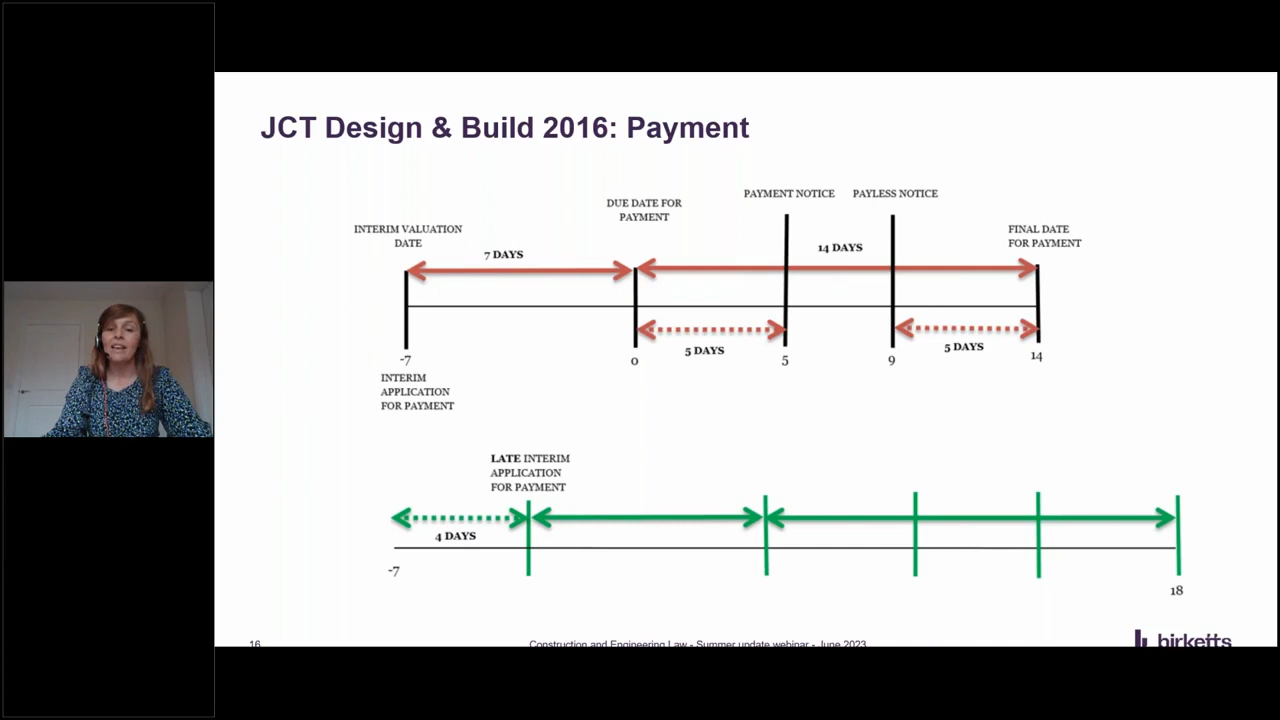 JCT Design & Build 2016: Payment
PAYMENT NOTICE
PAYLESS NOTICE
DUE DATE FOR
PAYMENT
INTERIM VALUATION
DATE
FINAL DATE
FOR PAYMENT
7 DAYS
14 DAYS
5 DAYS
5 DAYS
-7
0
5
9
14
INTERIM
APPLICATION
FOR PAYMENT
LATE INTERIM
APPLICATION
FOR PAYMENT
4 DAYS
-7
18
16
Construction and Engineering Law - Summer update webinar - June 2023
birketts